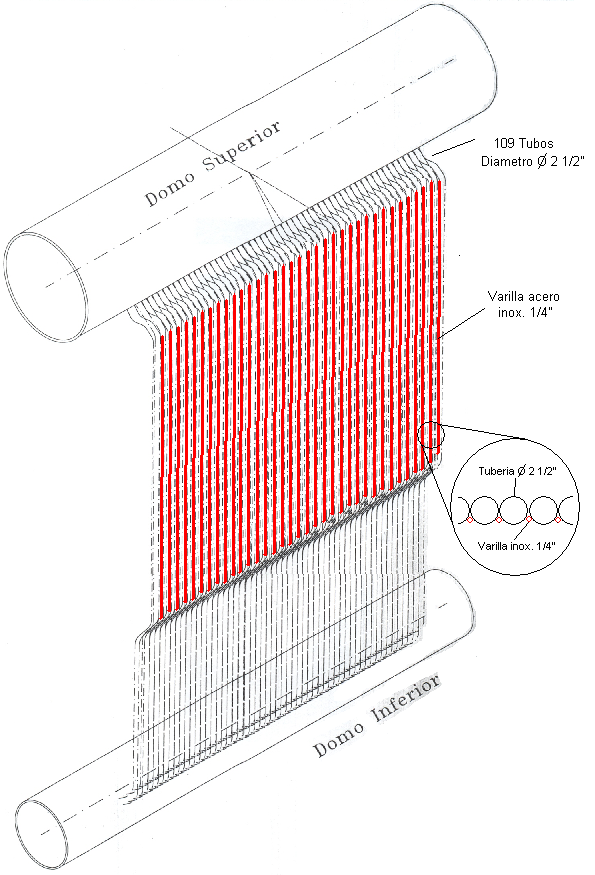 Domo Superior
109 Tubos
Diametro Ø 2 1/2"
Varilla acero
inox. 1/4"
Tuberia Ø 2 1/2"
Varilla inox. 1/4"
Domo Inferior